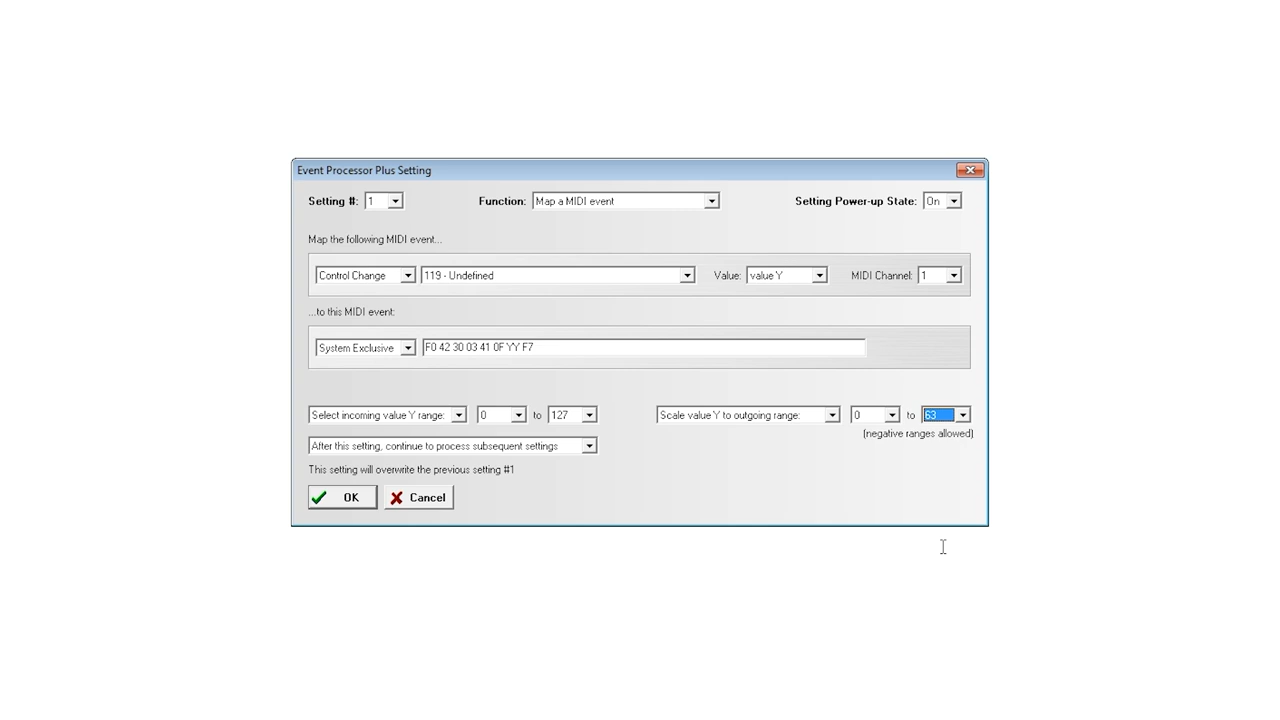 Event Processor Plus Setting
Setting #: 1 Function: Map a MIDI event Setting Power-up State: On
Map the following MIDI event...
Control Change 119 - Undefined Value: value Y MIDI Channel: 1
...to this MIDI event:
System Exclusive F0 42 30 03 41 0F YY F7
Select incoming value Y range: 0 to 127 Scale value Y to outgoing range: 0 to 63
(negative ranges allowed)
After this setting, continue to process subsequent settings
This setting will overwrite the previous setting #1
OK Cancel